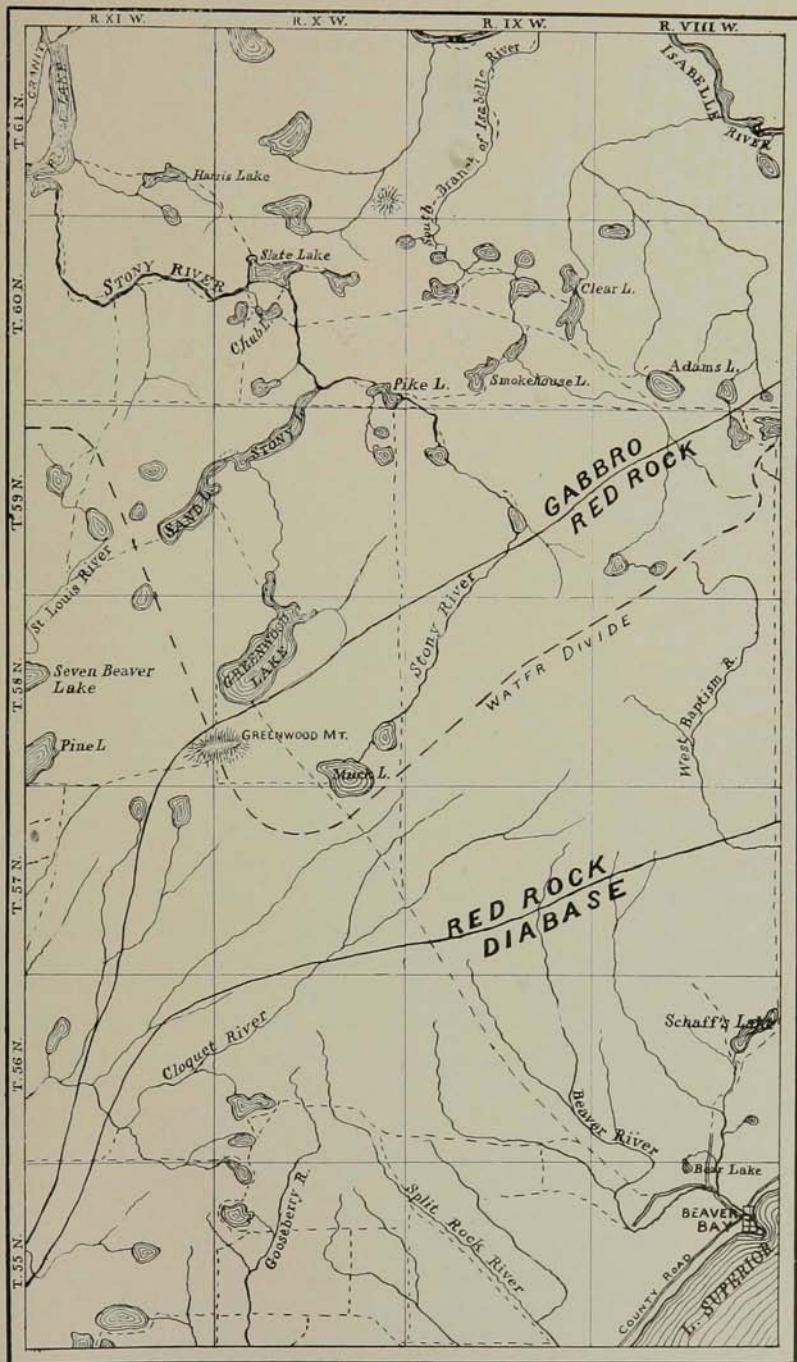 R. XI W.
R. X W.
R. IX W.
R. VIII W.
T. 61 N.
T. 60 N.
T. 59 N.
T. 58 N.
T. 57 N.
T. 56 N.
T. 55 N.
LAKE
Harris Lake
South Branch of Isabelle River
ISABELLE
RIVER
Slate Lake
STONY RIVER
Chub L.
Clear L.
Pike L.
Smokehouse L.
Adams L.
STONY L.
SAND L.
GABBRO
RED ROCK
St Louis River
Stony River
GREENWOOD
LAKE
WATER DIVIDE
Seven Beaver
Lake
West Baptism R.
GREENWOOD MT.
Pine L
Muck L.
RED ROCK
DIABASE
Schaff's Lake
Cloquet River
Beaver River
Bear Lake
Gooseberry R.
Split Rock
River
BEAVER
BAY
COUNTY ROAD
L. SUPERIOR